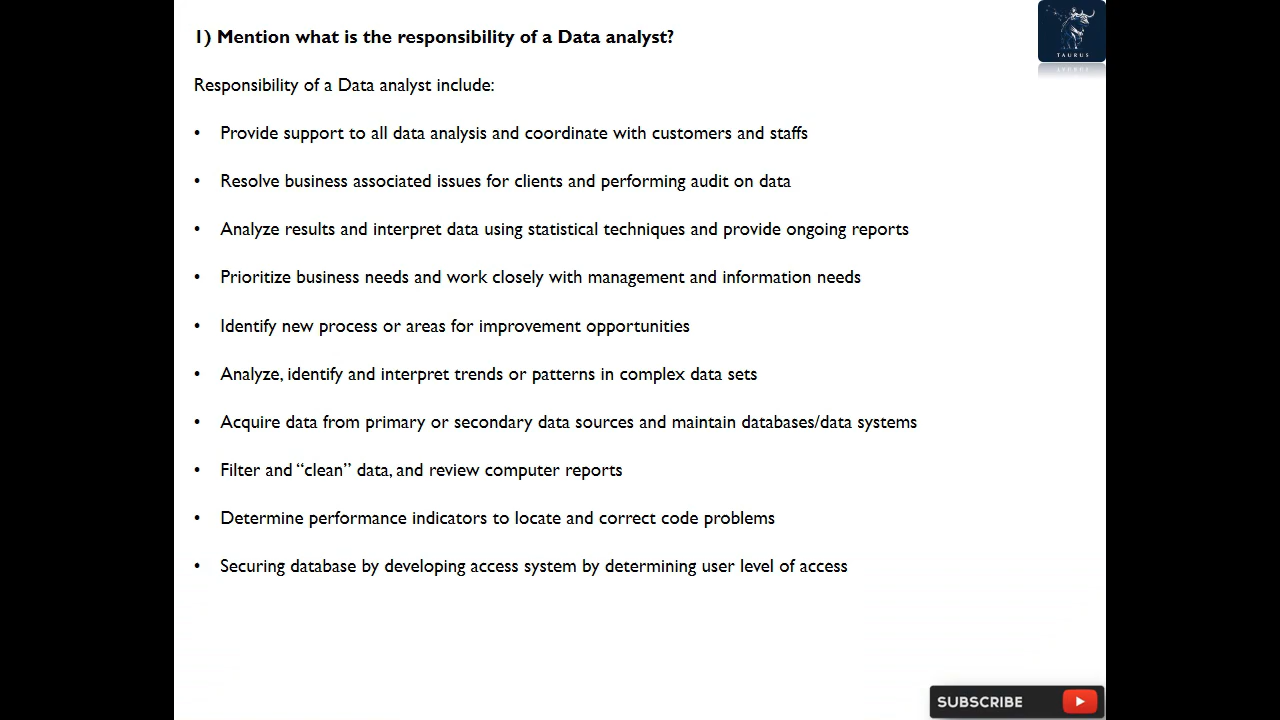 1) Mention what is the responsibility of a Data analyst?
TAURUS
Responsibility of a Data analyst include:
• Provide support to all data analysis and coordinate with customers and staffs
• Resolve business associated issues for clients and performing audit on data
• Analyze results and interpret data using statistical techniques and provide ongoing reports
• Prioritize business needs and work closely with management and information needs
• Identify new process or areas for improvement opportunities
• Analyze, identify and interpret trends or patterns in complex data sets
• Acquire data from primary or secondary data sources and maintain databases/data systems
• Filter and “clean” data, and review computer reports
• Determine performance indicators to locate and correct code problems
• Securing database by developing access system by determining user level of access
SUBSCRIBE